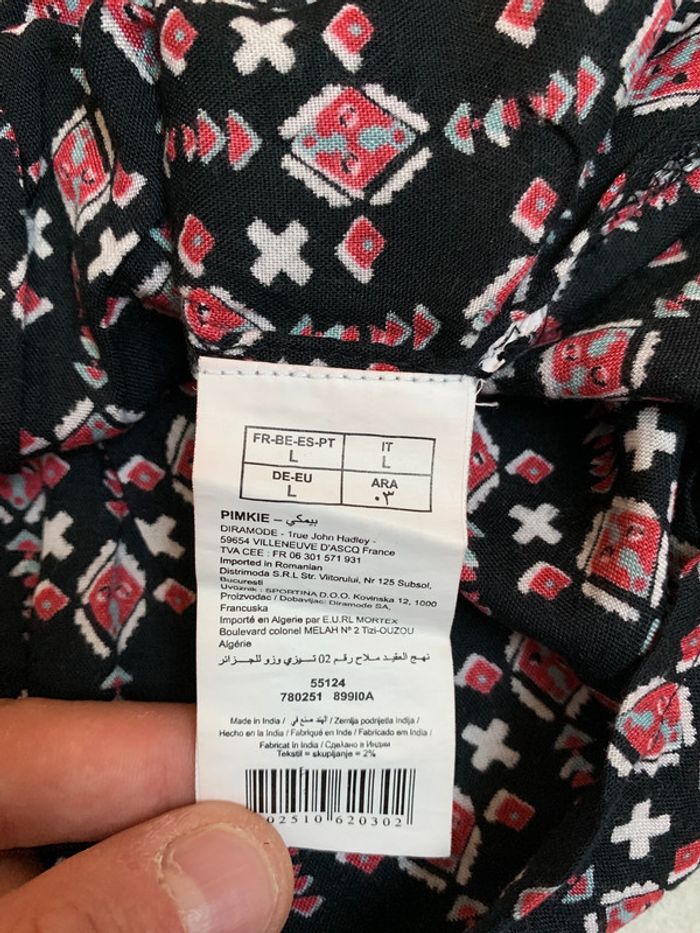 FR-BE-ES-PT
L
IT
L
DE-EU
L
ARA
٠٣
PIMKIE – بيمكي
DIRAMODE - 1rue John Hadley -
59654 VILLENEUVE D'ASCQ France
TVA CEE : FR 06 301 571 931
Imported in Romanian
Distrimoda S.R.L Str. Viitorului, Nr 125 Subsol,
Bucuresti
Uvoznik : SPORTINA D.O.O. Kovinska 12, 1000
Proizvodac / Dobavljac: Diramode SA,
Francuska
Importé en Algerie par E.U.RL MORTEX
Boulevard colonel MELAH Nº 2 Tizi-OUZOU
Algérie
نهج العقيد ملاح رقم 02 تيزي وزو للجزائر
55124
780251 899I0A
Made in India / الهند صنع في / Zemlja podrijetla Indija /
Hecho en la India / Fabriqué en Inde / Fabricado em India /
Fabricat în India / Сделано в Индии
Tekstil = skupljanje = 2%
02510 620302